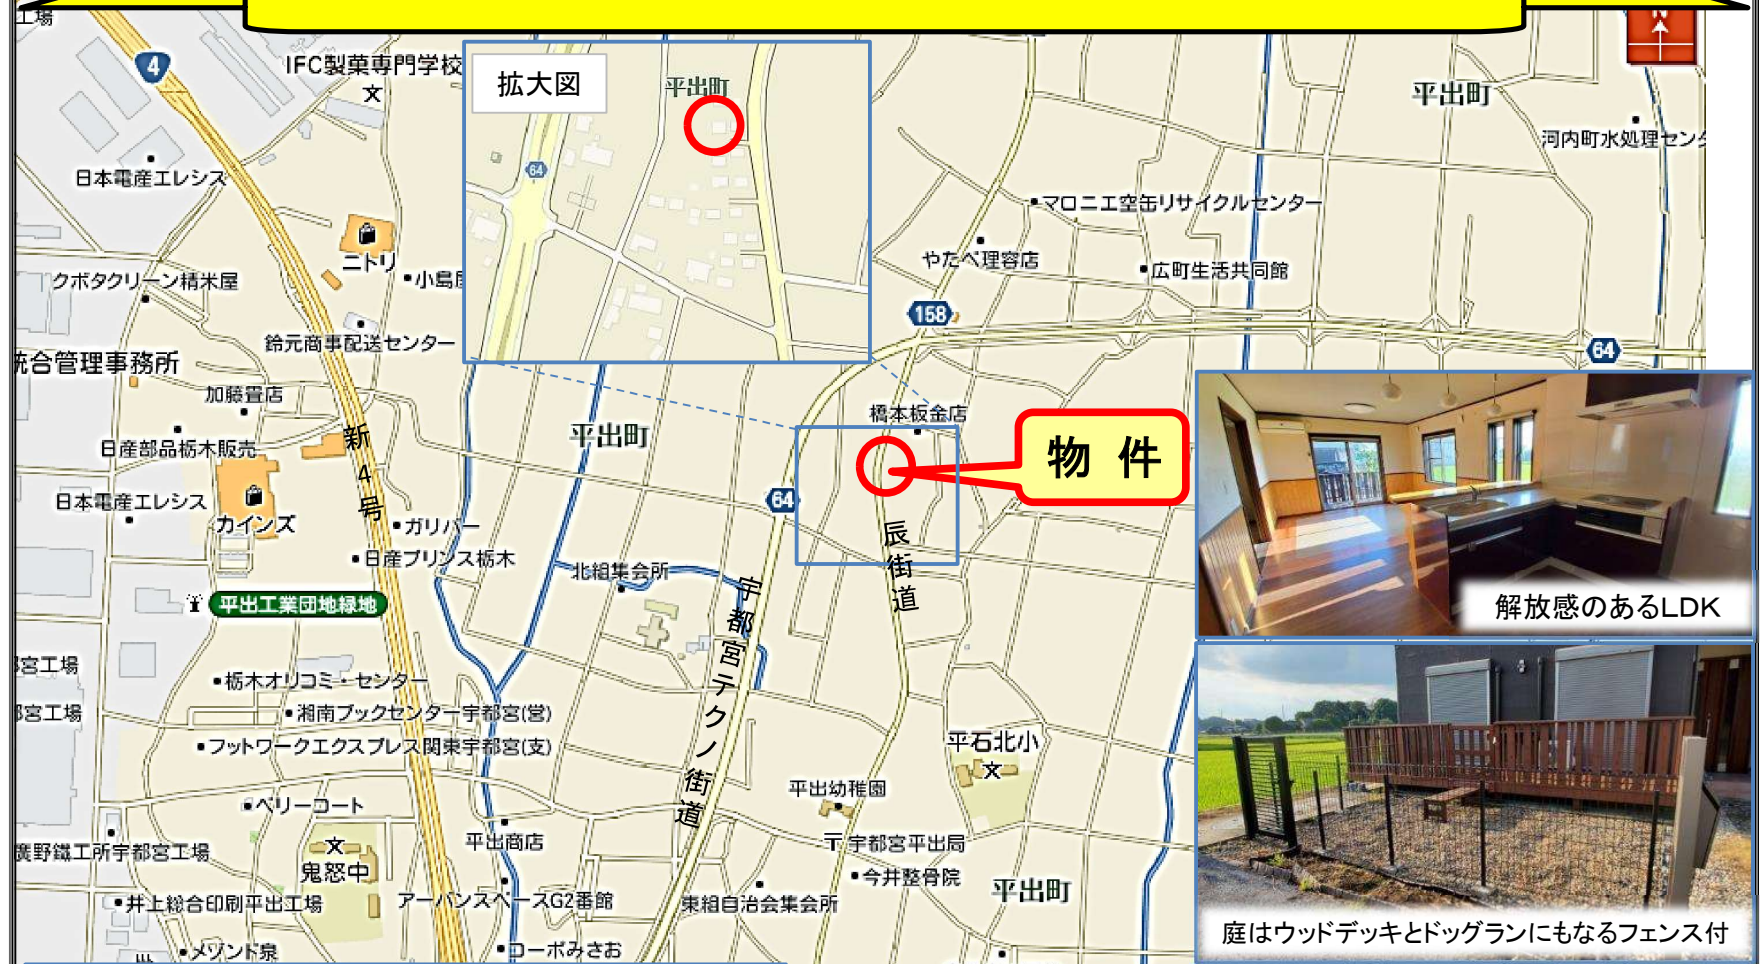 工場
4
IFC製菓専門学校
文
拡大図
平出町
64
平出町
河内町水処理センタ
日本電産エレシス
マロニエ空缶リサイクルセンター
ニトリ
小島
やたべ理容店
広町生活共同館
クボタクリーン精米屋
158
鈴元商事配送センター
64
統合管理事務所
加藤畳店
橋本板金店
平出町
物 件
新4号
日産部品栃木販売
日本電産エレシス
カインズ
ガリバー
64
日産プリンス栃木
辰街道
北組集会所
宇都宮テクノ街道
平出工業団地緑地
解放感のあるLDK
宮工場
栃木オリコミ・センター
宮工場
湘南ブックセンター宇都宮(営)
フットワークエクスプレス関東宇都宮(支)
平石北小
文
平出幼稚園
ベリーコート
平出商店
〒宇都宮平出局
廣野鐵工所宇都宮工場
文
鬼怒中
今井整骨院
平出町
井上総合印刷平出工場
アーバンスペースG2番館
東組自治会集会所
庭はウッドデッキとドッグランにもなるフェンス付
メゾンド泉
コーポみさお